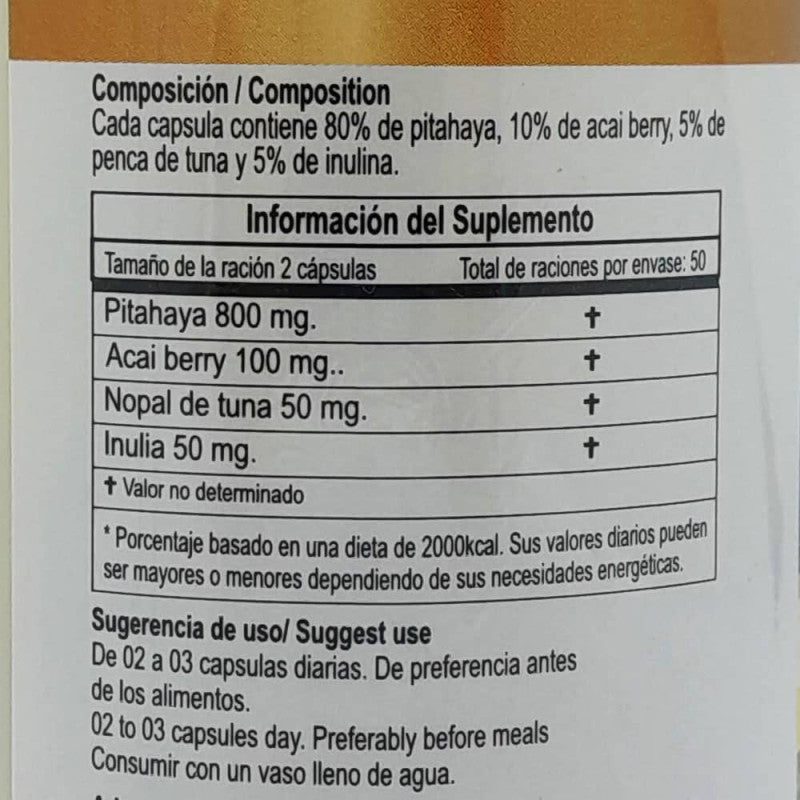 Composición / Composition
Cada capsula contiene 80% de pitahaya, 10% de acai berry, 5% de
penca de tuna y 5% de inulina.
Información del Suplemento
Tamaño de la ración 2 cápsulas Total de raciones por envase: 50
Pitahaya 800 mg. †
Acai berry 100 mg.. †
Nopal de tuna 50 mg. †
Inulia 50 mg. †
† Valor no determinado
* Porcentaje basado en una dieta de 2000kcal. Sus valores diarios pueden
ser mayores o menores dependiendo de sus necesidades energéticas.
Sugerencia de uso/ Suggest use
De 02 a 03 capsulas diarias. De preferencia antes
de los alimentos.
02 to 03 capsules day. Preferably before meals
Consumir con un vaso lleno de agua.